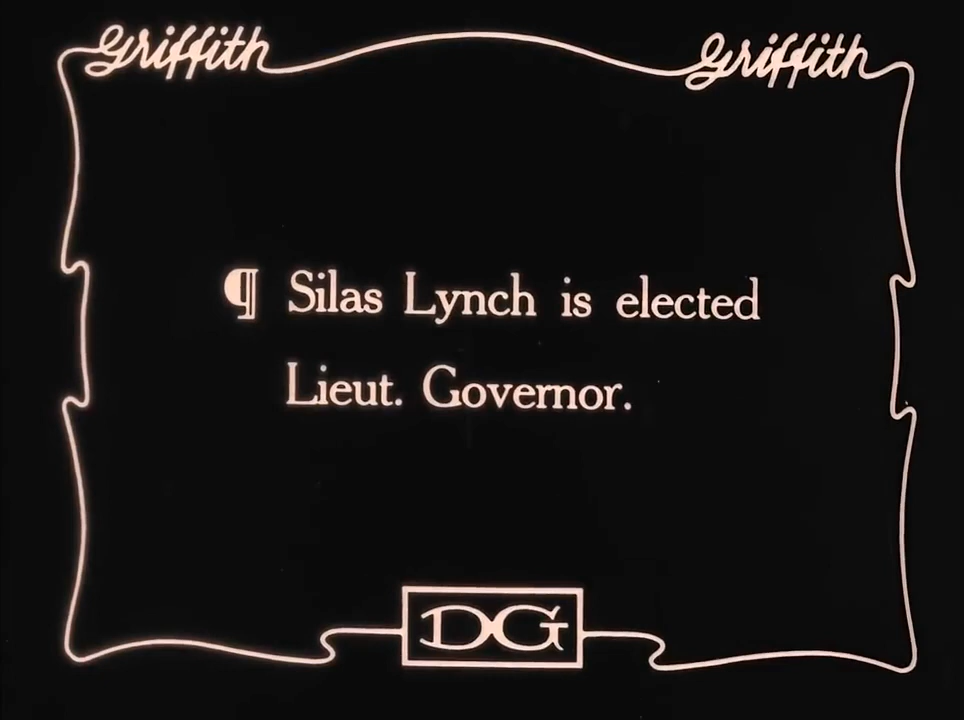 Griffith Griffith
¶ Silas Lynch is elected
Lieut. Governor.
DG